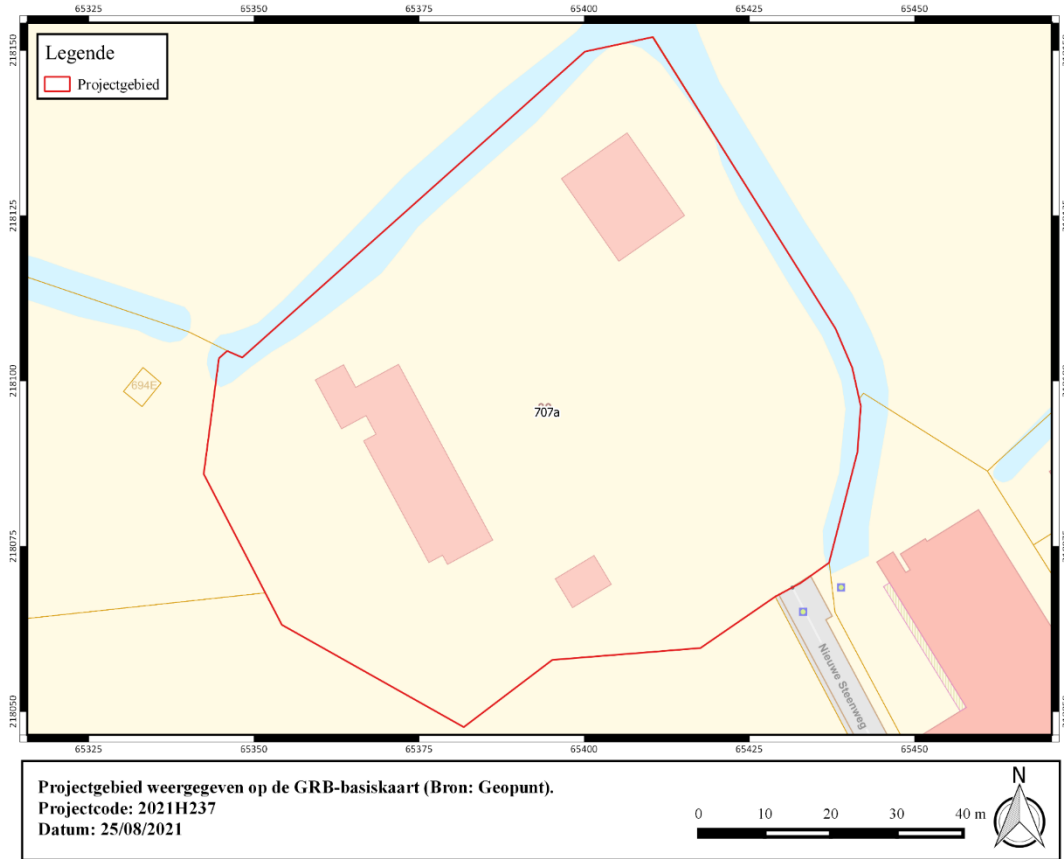 65325 65350 65375 65400 65425 65450
218150
218125
218100
218075
218050
Legende
Projectgebied
694E
707a
Nieuwe Steenweg
218125
65325 65350 65375 65400 65425 65450
Projectgebied weergegeven op de GRB-basiskaart (Bron: Geopunt).
Projectcode: 2021H237
Datum: 25/08/2021
0 10 20 30 40 m
N